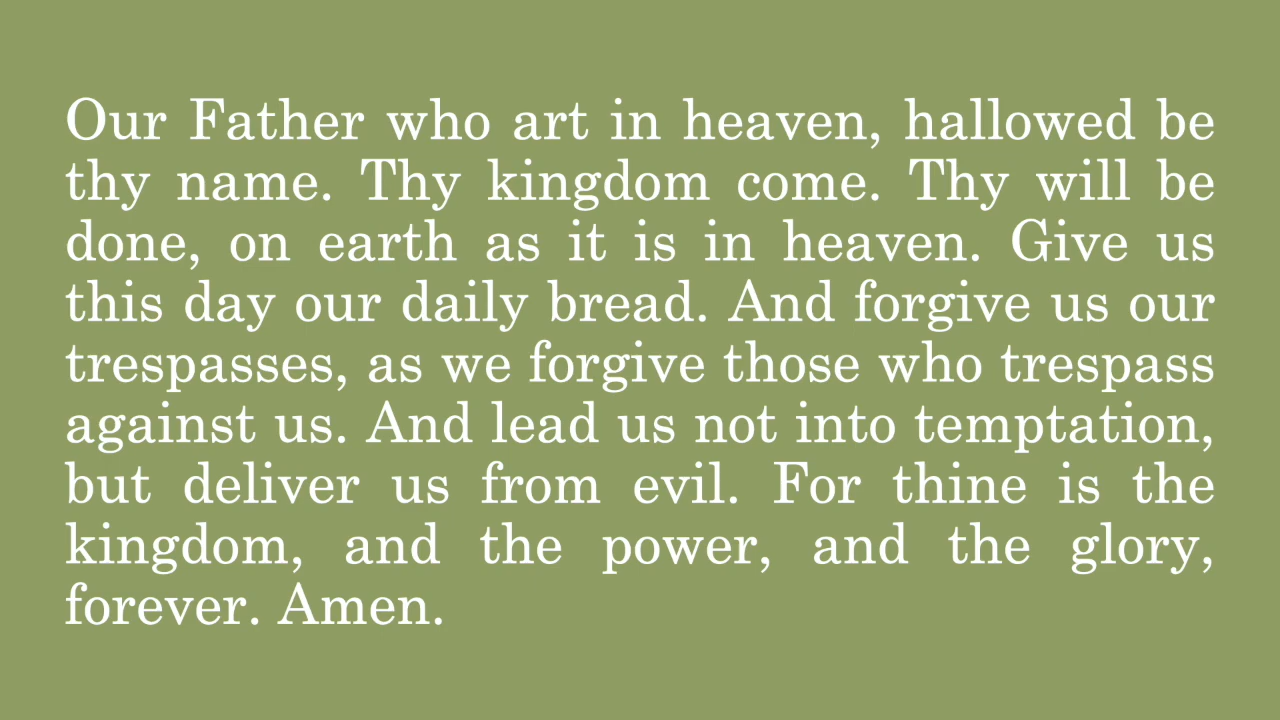 Our Father who art in heaven, hallowed be
thy name. Thy kingdom come. Thy will be
done, on earth as it is in heaven. Give us
this day our daily bread. And forgive us our
trespasses, as we forgive those who trespass
against us. And lead us not into temptation,
but deliver us from evil. For thine is the
kingdom, and the power, and the glory,
forever. Amen.